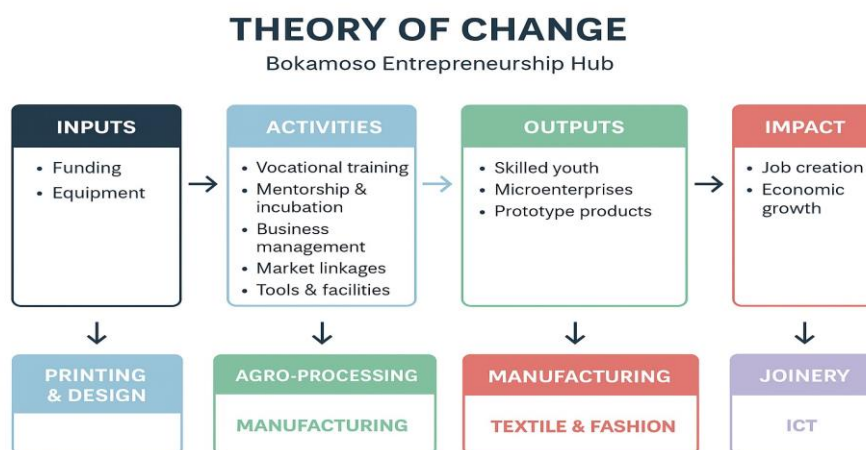 THEORY OF CHANGE
Bokamoso Entrepreneurship Hub
INPUTS
• Funding
• Equipment
ACTIVITIES
• Vocational training
• Mentorship &
incubation
• Business
management
• Market linkages
• Tools & facilities
OUTPUTS
• Skilled youth
• Microenterprises
• Prototype products
IMPACT
• Job creation
• Economic
growth
PRINTING
& DESIGN
AGRO-PROCESSING
MANUFACTURING
MANUFACTURING
TEXTILE & FASHION
JOINERY
ICT